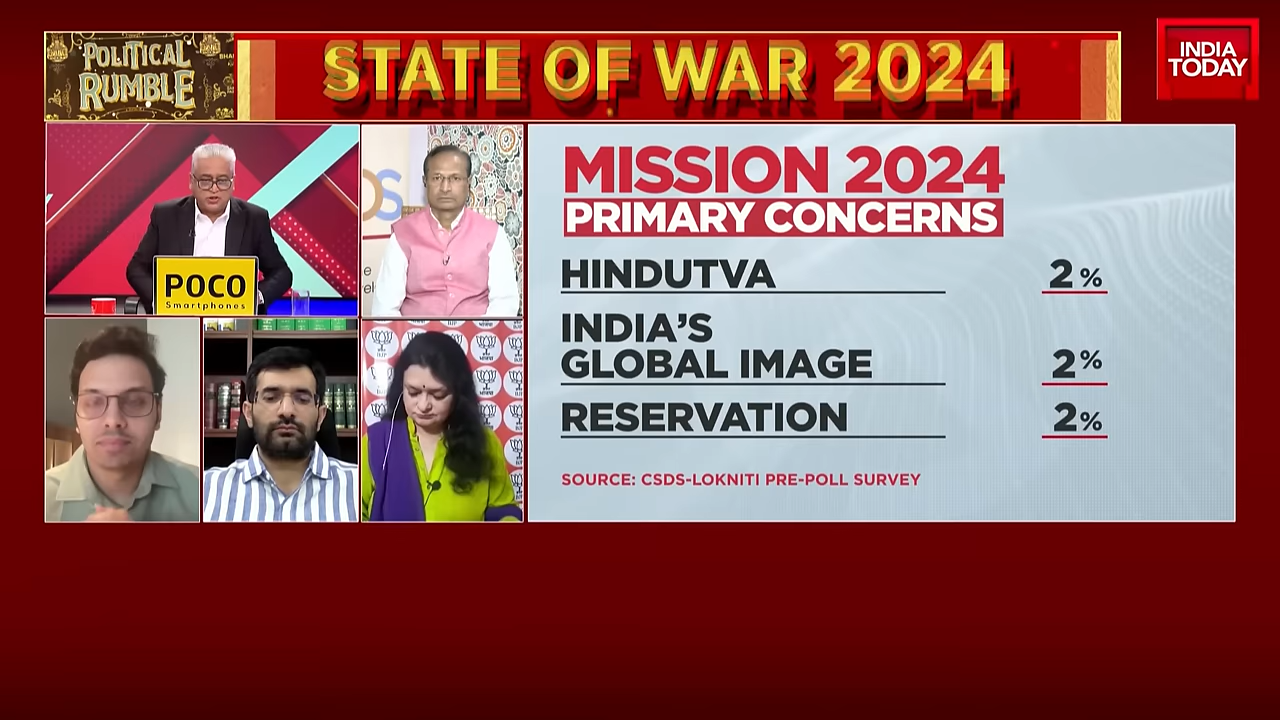 POLITICAL
RUMBLE
STATE OF WAR 2024
INDIA
TODAY
POCO
Smartphones
MISSION 2024
PRIMARY CONCERNS
HINDUTVA 2%
INDIA'S
GLOBAL IMAGE 2%
RESERVATION 2%
SOURCE: CSDS-LOKNITI PRE-POLL SURVEY